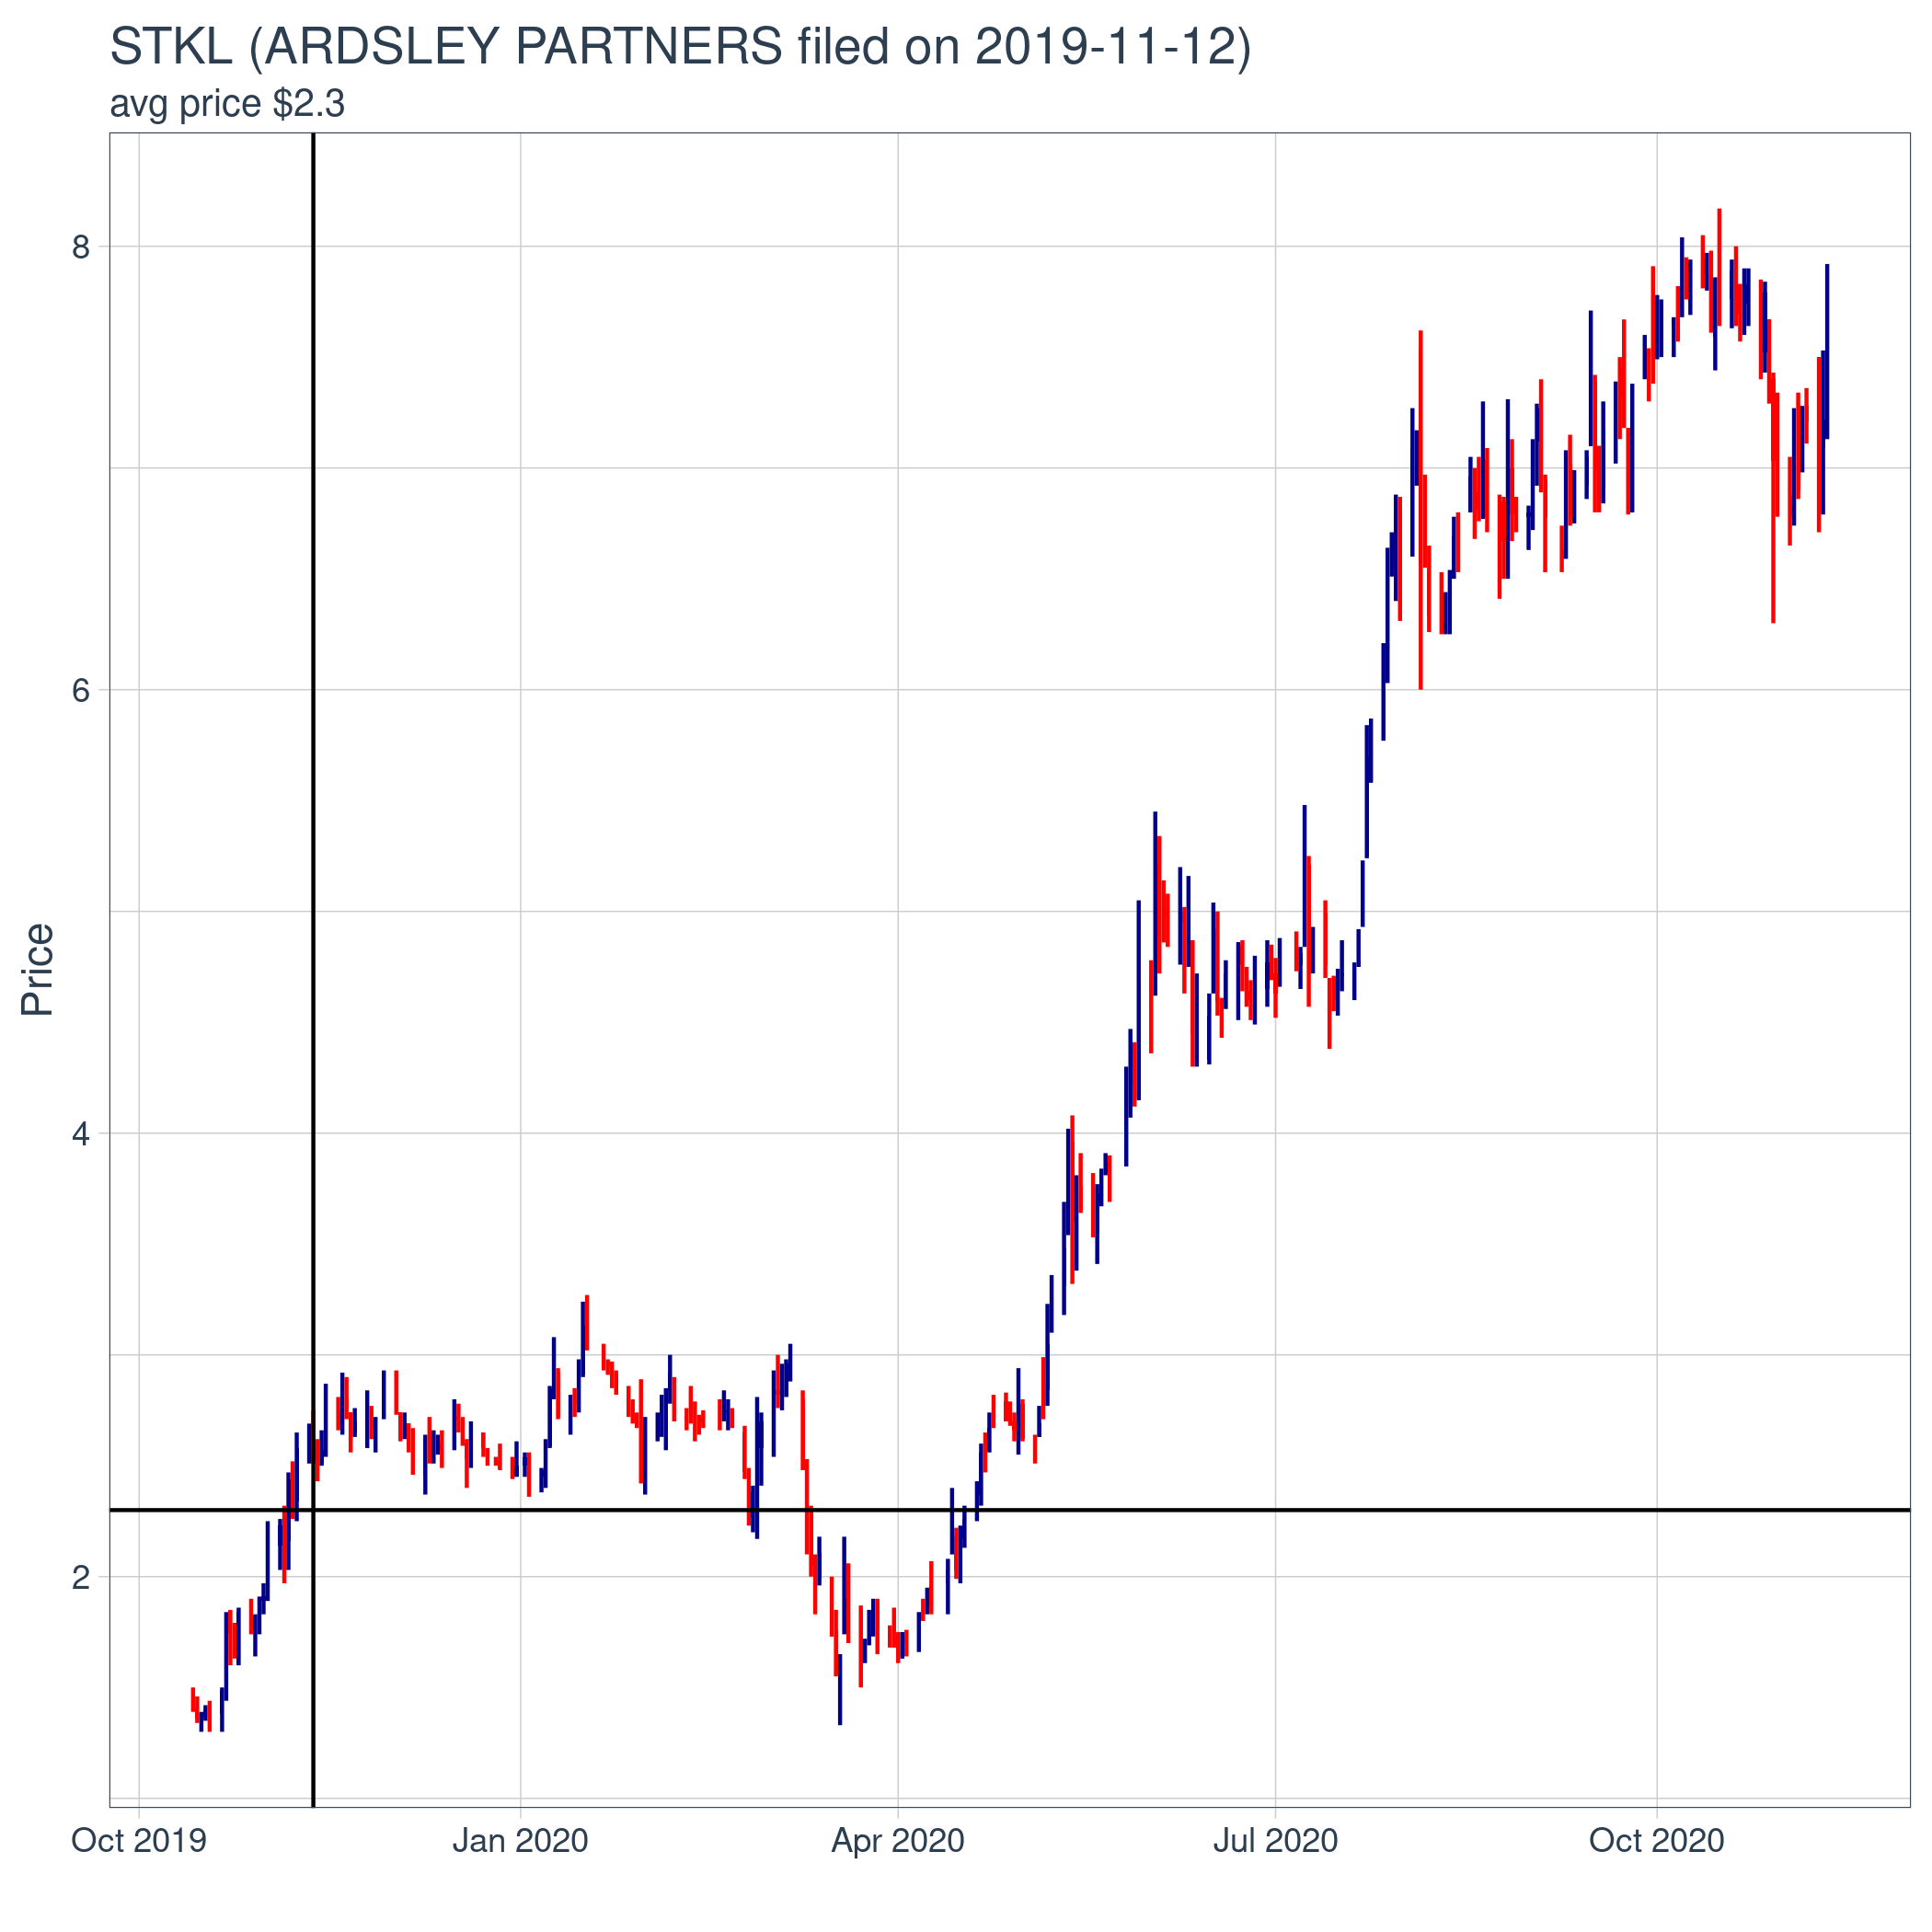 STKL (ARDSLEY PARTNERS filed on 2019-11-12)
avg price $2.3
Price
8
6
4
2
Oct 2019 Jan 2020 Apr 2020 Jul 2020 Oct 2020